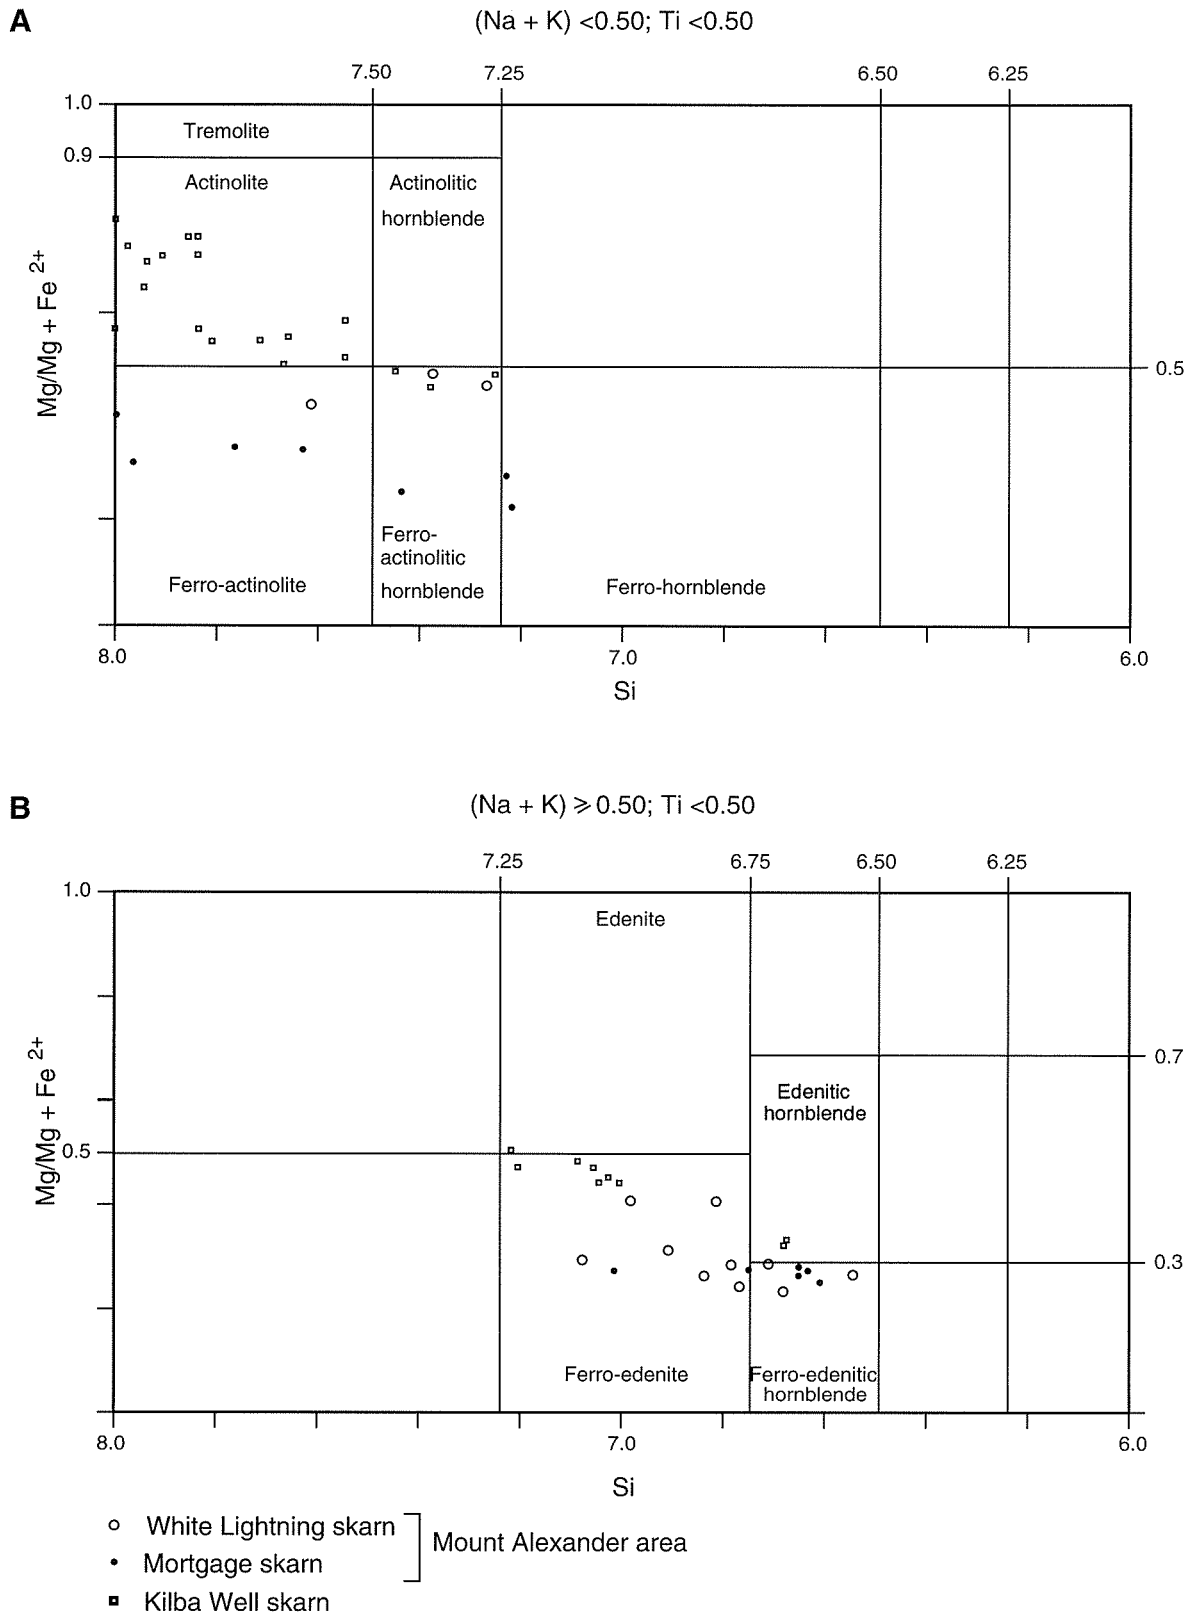 A
(Na + K) <0.50; Ti <0.50
7.50 7.25 6.50 6.25
1.0
Tremolite
0.9
Actinolite
Actinolitic
hornblende
Mg/Mg + Fe 2+
0.5
Ferro-
actinolitic
hornblende
Ferro-actinolite
Ferro-hornblende
8.0 7.0 6.0
Si
B
(Na + K) ⩾ 0.50; Ti <0.50
7.25 6.75 6.50 6.25
1.0
Edenite
0.7
Edenitic
hornblende
Mg/Mg + Fe 2+
0.5
0.3
Ferro-edenite
Ferro-edenitic
hornblende
8.0 7.0 6.0
Si
White Lightning skarn
Mortgage skarn
Mount Alexander area
Kilba Well skarn